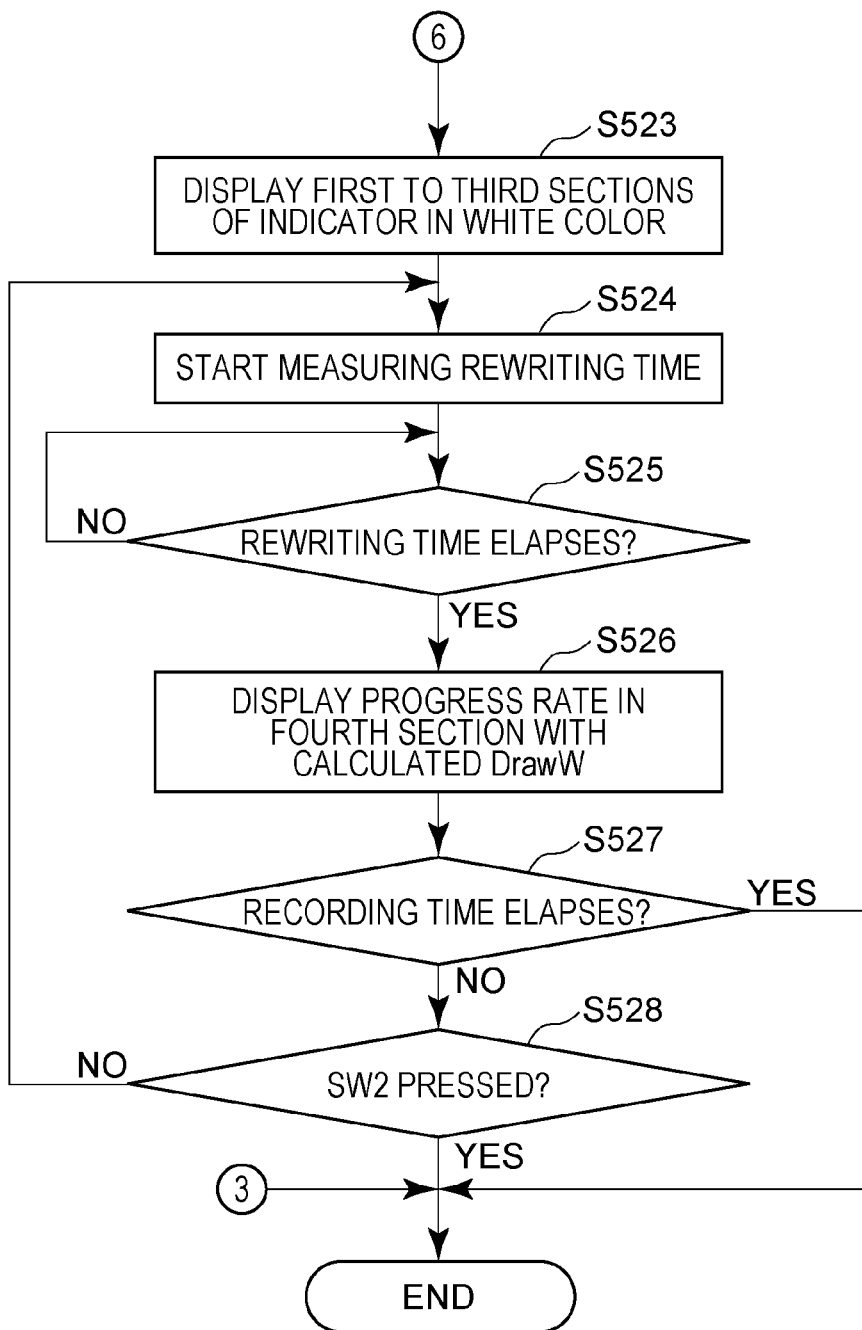 6
S523
DISPLAY FIRST TO THIRD SECTIONS
OF INDICATOR IN WHITE COLOR
S524
START MEASURING REWRITING TIME
S525
NO
REWRITING TIME ELAPSES?
YES
S526
DISPLAY PROGRESS RATE IN
FOURTH SECTION WITH
CALCULATED DrawW
S527
YES
RECORDING TIME ELAPSES?
NO
S528
NO
SW2 PRESSED?
YES
3
END